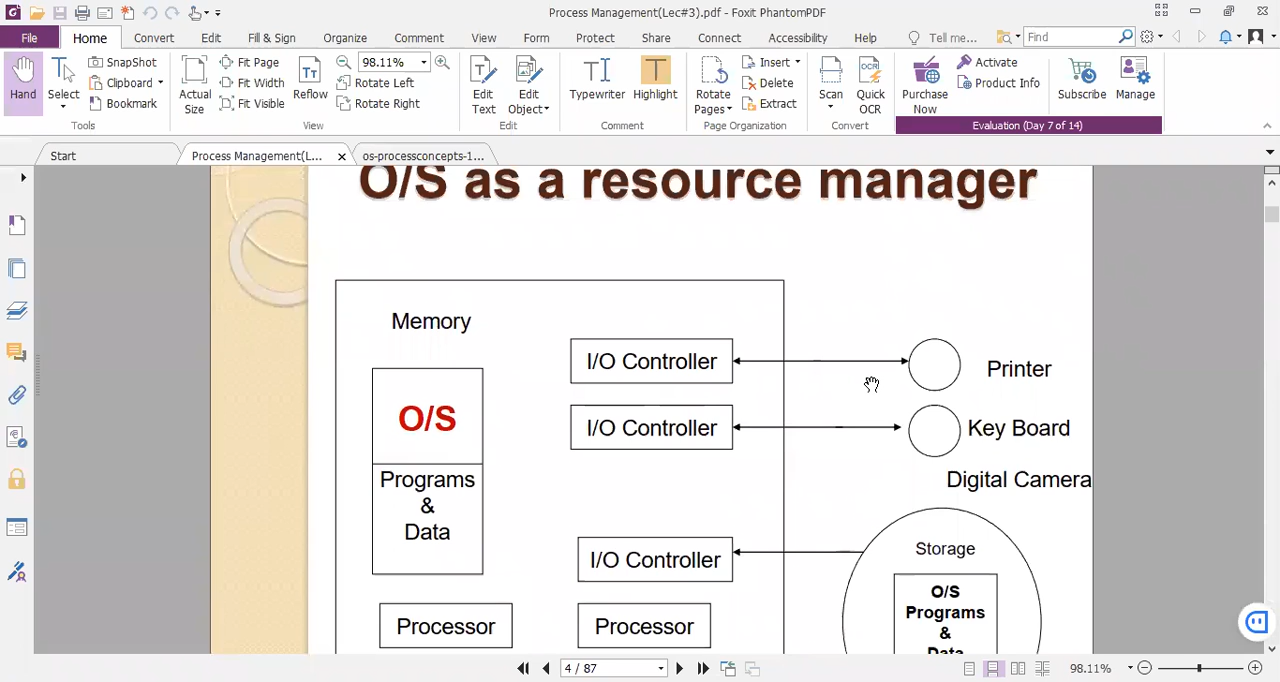 Process Management(Lec#3).pdf - Foxit PhantomPDF
File Home Convert Edit Fill & Sign Organize Comment View Form Protect Share Connect Accessibility Help Tell me... Find
Hand
Select
SnapShot
Clipboard
Bookmark
Tools
Actual
Size
Fit Page
Fit Width
Fit Visible
Reflow
98.11%
Rotate Left
Rotate Right
View
Edit
Text
Edit
Object
Edit
Typewriter
Highlight
Comment
Rotate
Pages
Insert
Delete
Extract
Page Organization
Scan
Quick
OCR
Convert
Purchase
Now
Activate
Product Info
Subscribe
Manage
Evaluation (Day 7 of 14)
Start
Process Management(L...
os-processconcepts-1...
O/S as a resource manager
Memory
O/S
Programs
&
Data
I/O Controller
Printer
I/O Controller
Key Board
Digital Camera
I/O Controller
Storage
O/S
Programs
&
Data
Processor
Processor
4 / 87
98.11%